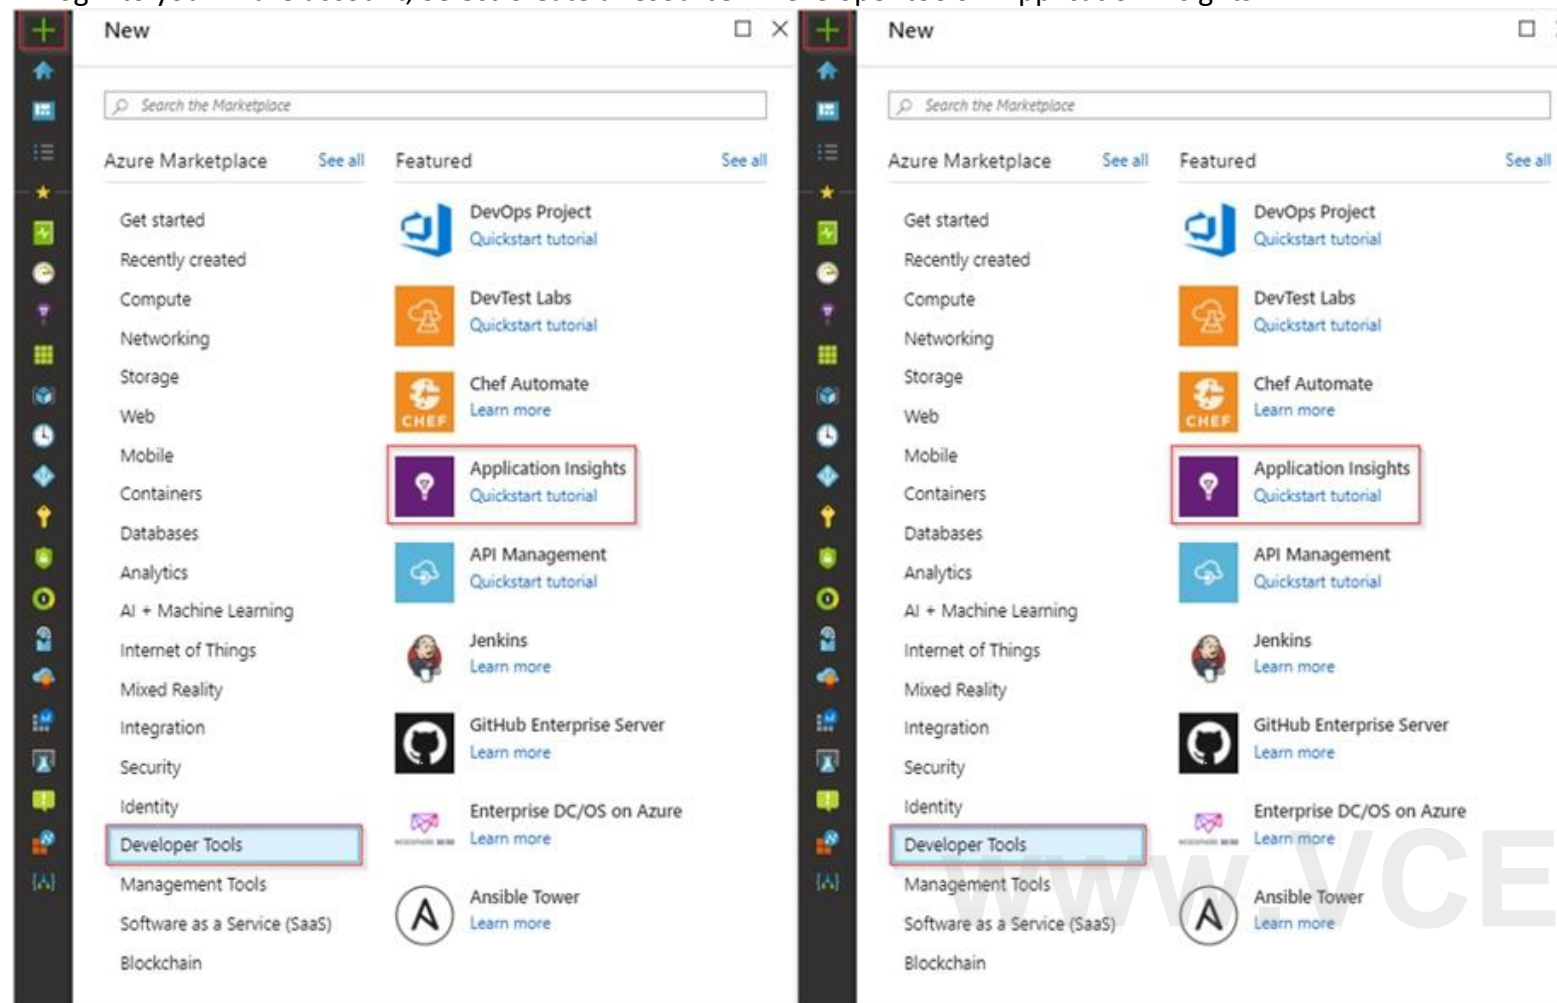 New
Search the Marketplace
Azure Marketplace See all Featured See all
Get started
Recently created
Compute
Networking
Storage
Web
Mobile
Containers
Databases
Analytics
AI + Machine Learning
Internet of Things
Mixed Reality
Integration
Security
Identity
Developer Tools
Management Tools
Software as a Service (SaaS)
Blockchain
DevOps Project
Quickstart tutorial
DevTest Labs
Quickstart tutorial
CHEF
Chef Automate
Learn more
Application Insights
Quickstart tutorial
API Management
Quickstart tutorial
Jenkins
Learn more
GitHub Enterprise Server
Learn more
Enterprise DC/OS on Azure
Learn more
Ansible Tower
Learn more
New
Search the Marketplace
Azure Marketplace See all Featured See all
Get started
Recently created
Compute
Networking
Storage
Web
Mobile
Containers
Databases
Analytics
AI + Machine Learning
Internet of Things
Mixed Reality
Integration
Security
Identity
Developer Tools
Management Tools
Software as a Service (SaaS)
Blockchain
DevOps Project
Quickstart tutorial
DevTest Labs
Quickstart tutorial
CHEF
Chef Automate
Learn more
Application Insights
Quickstart tutorial
API Management
Quickstart tutorial
Jenkins
Learn more
GitHub Enterprise Server
Learn more
Enterprise DC/OS on Azure
Learn more
Ansible Tower
Learn more
www.VCE